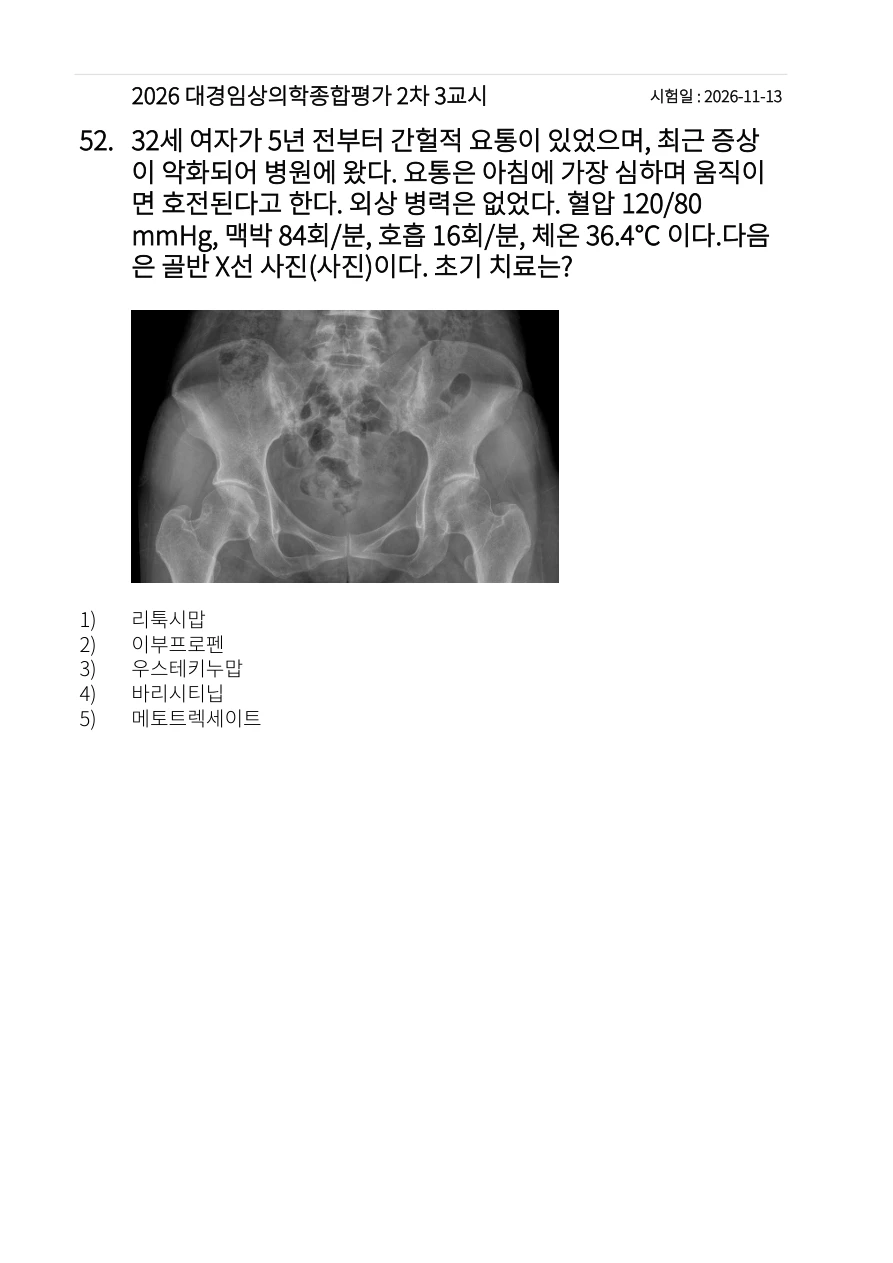 2026 대경임상의학종합평가 2차 3교시
시험일 : 2026-11-13
52. 32세 여자가 5년 전부터 간헐적 요통이 있었으며, 최근 증상
이 악화되어 병원에 왔다. 요통은 아침에 가장 심하며 움직이
면 호전된다고 한다. 외상 병력은 없었다. 혈압 120/80
mmHg, 맥박 84회/분, 호흡 16회/분, 체온 36.4°C 이다.다음
은 골반 X선 사진(사진)이다. 초기 치료는?
1) 리툭시맙
2) 이부프로펜
3) 우스테키누맙
4) 바리시티닙
5) 메토트렉세이트